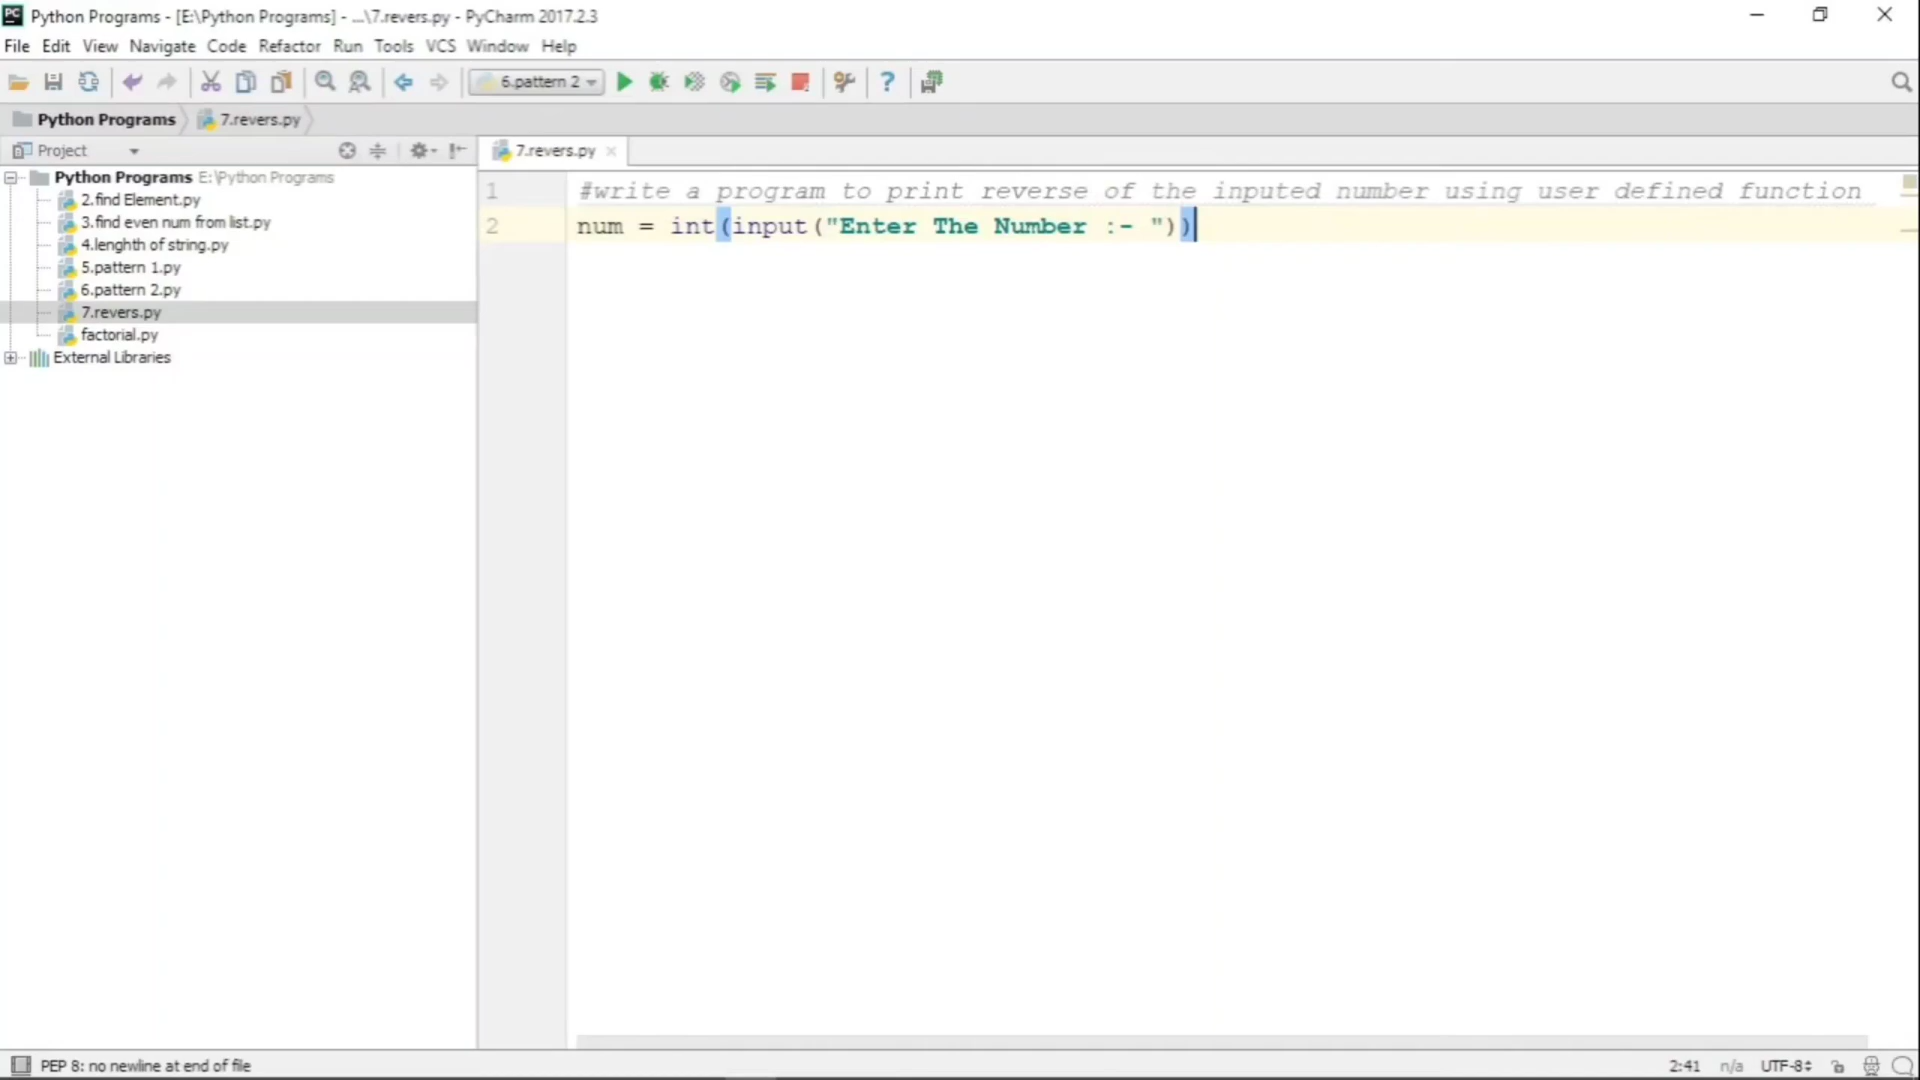 Python Programs - [E:\Python Programs] - ...\7.revers.py - PyCharm 2017.2.3
File Edit View Navigate Code Refactor Run Tools VCS Window Help
6.pattern 2
Python Programs 7.revers.py
Project
7.revers.py
Python Programs E:\Python Programs
2.find Element.py
3.find even num from list.py
4.lenghth of string.py
5.pattern 1.py
6.pattern 2.py
7.revers.py
factorial.py
External Libraries
1 #write a program to print reverse of the inputed number using user defined function
2 num = int(input("Enter The Number :- "))
PEP 8: no newline at end of file
2:41 n/a UTF-8